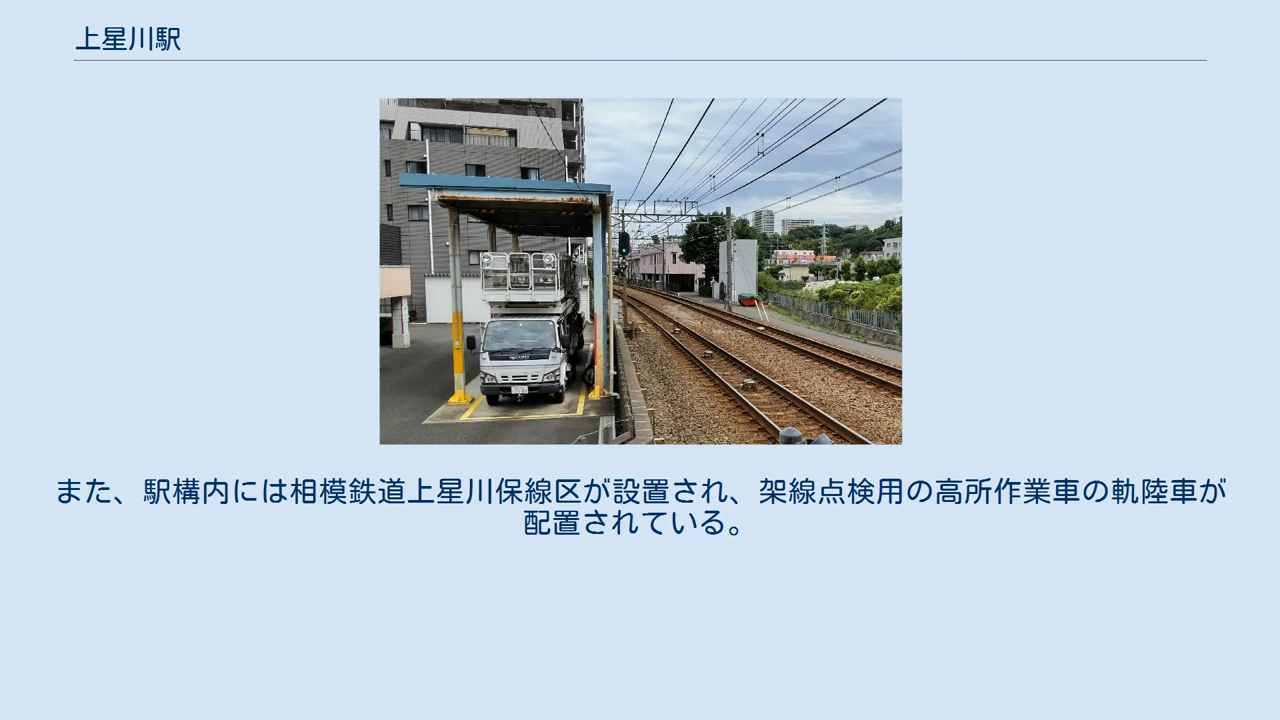 上星川駅
また、駅構内には相模鉄道上星川保線区が設置され、架線点検用の高所作業車の軌陸車が
配置されている。